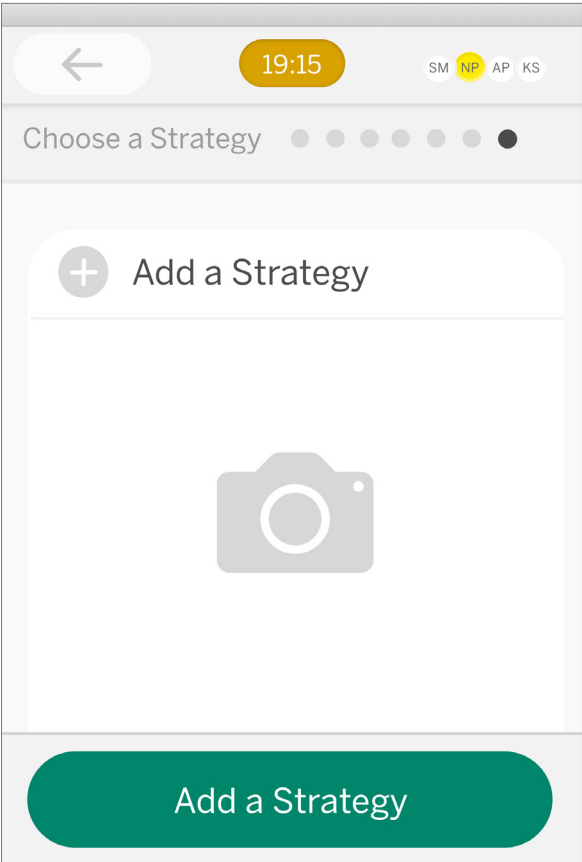 19:15
SM NP AP KS
Choose a Strategy
Add a Strategy
Add a Strategy